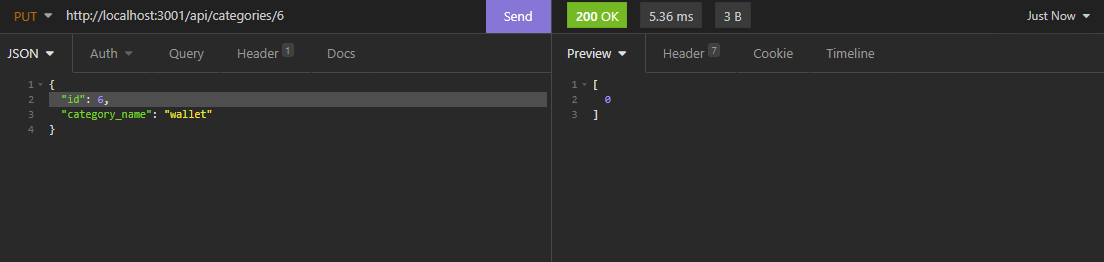 PUT http://localhost:3001/api/categories/6 Send 200 OK 5.36 ms 3 B Just Now
JSON Auth Query Header 1 Docs Preview Header 7 Cookie Timeline
1 {
2 "id": 6,
3 "category_name": "wallet"
4 }
1 [
2 0
3 ]